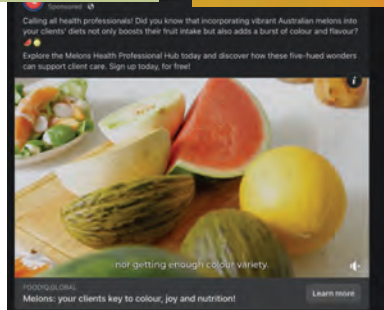 Sponsored
Calling all health professionals! Did you know that incorporating vibrant Australian melons into
your clients' diets not only boosts their fruit intake but also adds a burst of colour and flavour?
🍉🍈
Explore the Melons Health Professional Hub today and discover how these five-hued wonders
can support client care. Sign up today, for free!
i
nor getting enough colour variety.
FOODIQ.GLOBAL
Melons: your clients key to colour, joy and nutrition!
Learn more